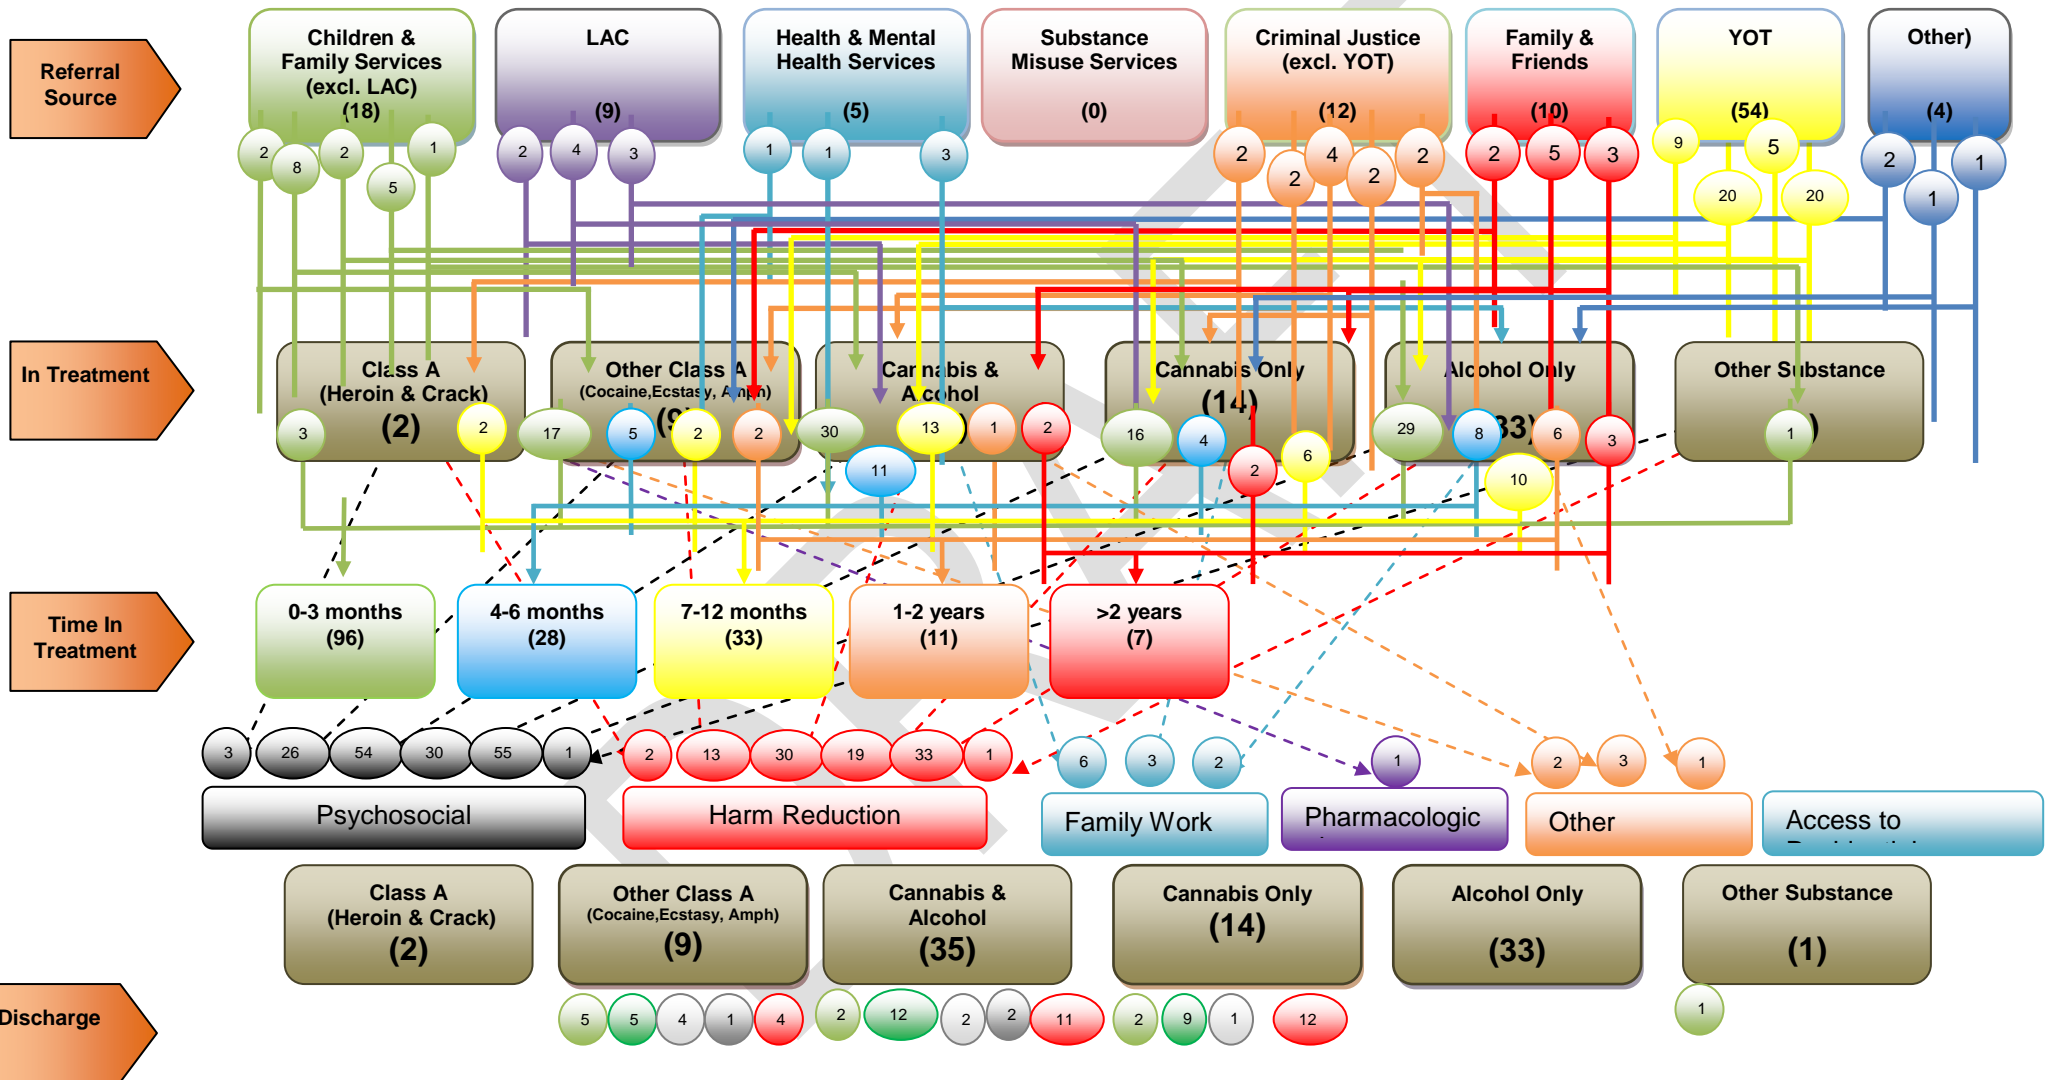 Referral
Source
Children &
Family Services
(excl. LAC)
(18)
LAC
(9)
Health & Mental
Health Services
(5)
Substance
Misuse Services
(0)
Criminal Justice
(excl. YOT)
(12)
Family &
Friends
(10)
YOT
(54)
Other)
(4)
2
8
2
5
1
2
4
3
1
1
3
2
2
4
2
2
2
5
3
9
20
5
20
2
1
1
In Treatment
Class A
(Heroin & Crack)
(2)
Other Class A
(Cocaine,Ecstasy, Amph)
(9
Cannabis &
Alcohol
)
Cannabis Only
(14)
Alcohol Only
33)
Other Substance
)
3
2
17
5
2
2
30
11
13
1
2
16
4
2
6
29
8
10
6
3
1
Time In
Treatment
0-3 months
(96)
4-6 months
(28)
7-12 months
(33)
1-2 years
(11)
>2 years
(7)
3
26
54
30
55
1
2
13
30
19
33
1
6
3
2
1
2
3
1
Psychosocial
Harm Reduction
Family Work
Pharmacologic
Other
Access to
Class A
(Heroin & Crack)
(2)
Other Class A
(Cocaine,Ecstasy, Amph)
(9)
Cannabis &
Alcohol
(35)
Cannabis Only
(14)
Alcohol Only
(33)
Other Substance
(1)
Discharge
5
5
4
1
4
2
12
2
2
11
2
9
1
12
1